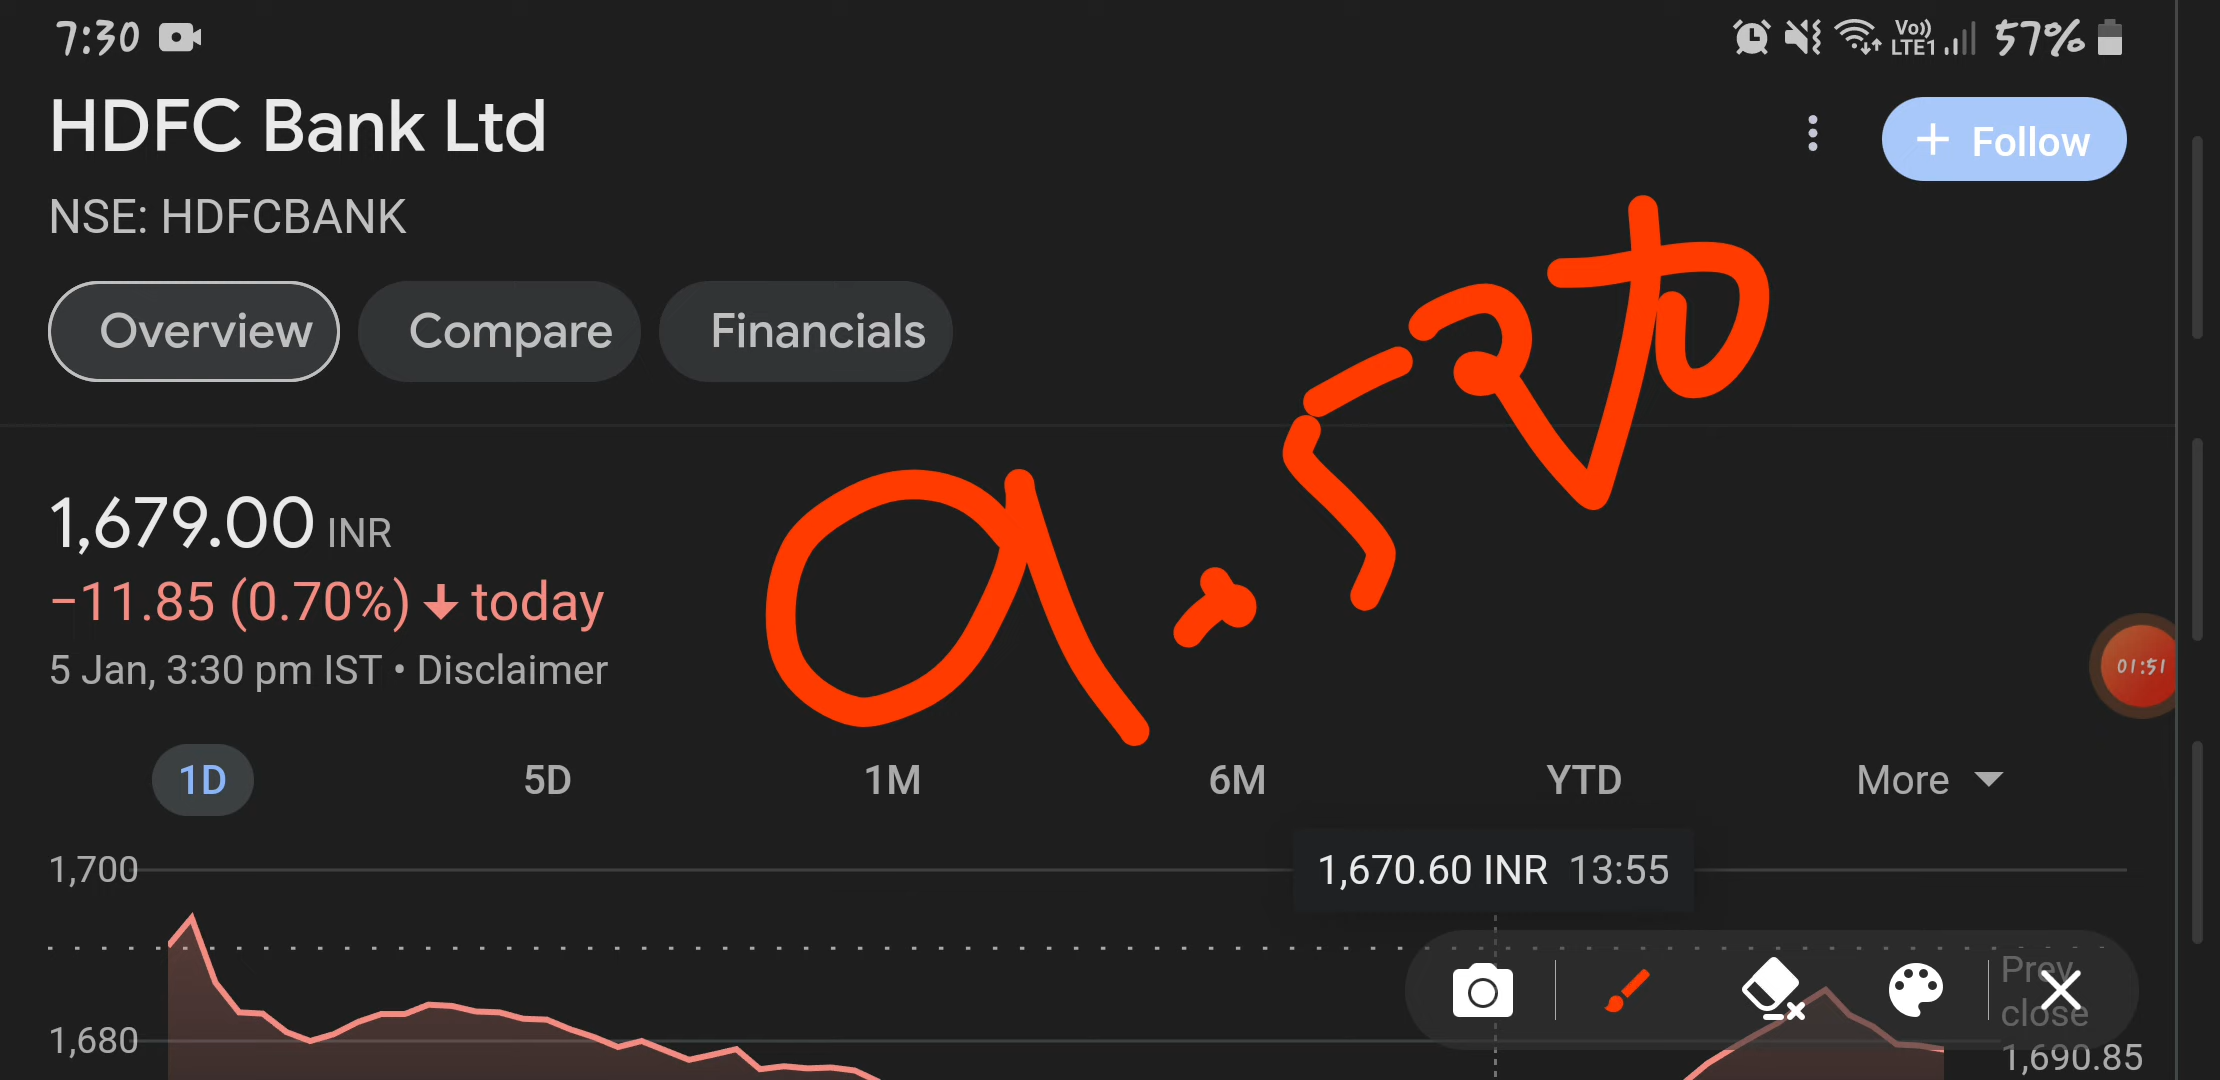 7:30 Vo)) LTE1 57%
HDFC Bank Ltd
+ Follow
NSE: HDFCBANK
Overview Compare Financials
1,679.00 INR
−11.85 (0.70%) ↓ today
5 Jan, 3:30 pm IST • Disclaimer
01:51
1D 5D 1M 6M YTD More
1,670.60 INR 13:55
1,700
1,680
Prev
close
1,690.85